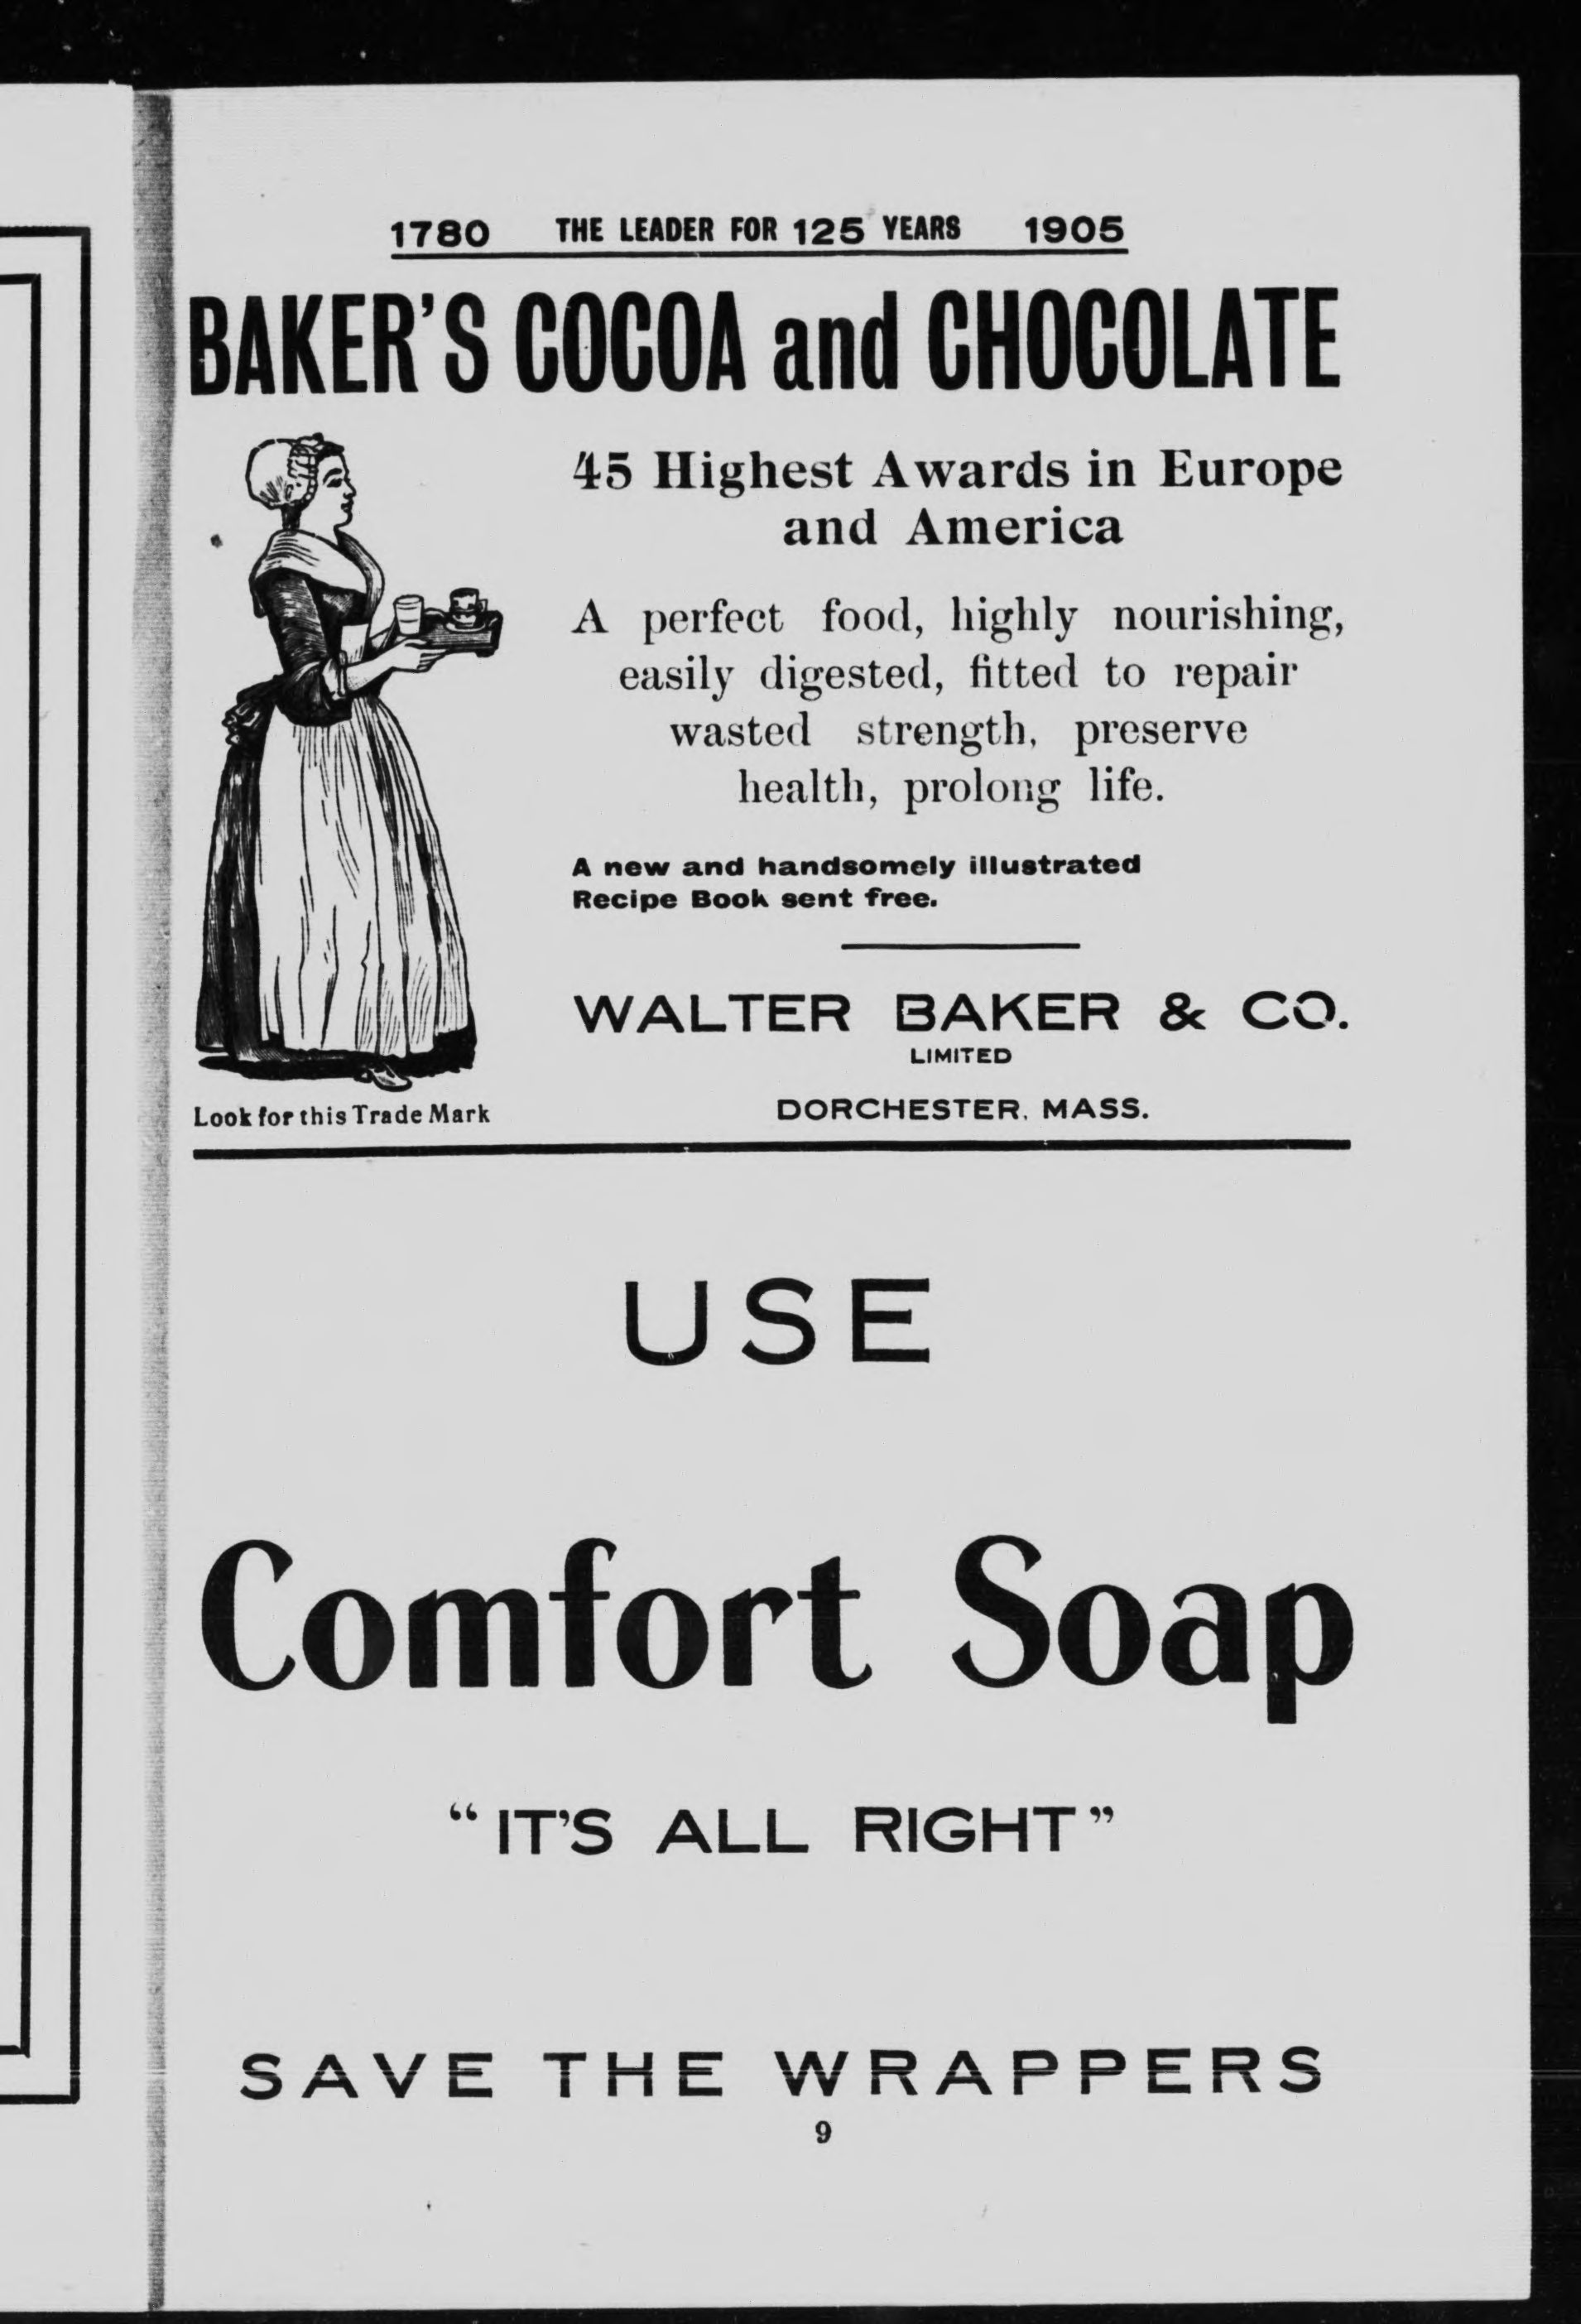 1780 THE LEADER FOR 125 YEARS 1905
BAKER'S COCOA and CHOCOLATE
45 Highest Awards in Europe
and America
A perfect food, highly nourishing,
easily digested, fitted to repair
wasted strength, preserve
health, prolong life.
A new and handsomely illustrated
Recipe Book sent free.
WALTER BAKER & CO.
LIMITED
DORCHESTER, MASS.
Look for this Trade Mark
USE
Comfort Soap
"IT'S ALL RIGHT"
SAVE THE WRAPPERS
9